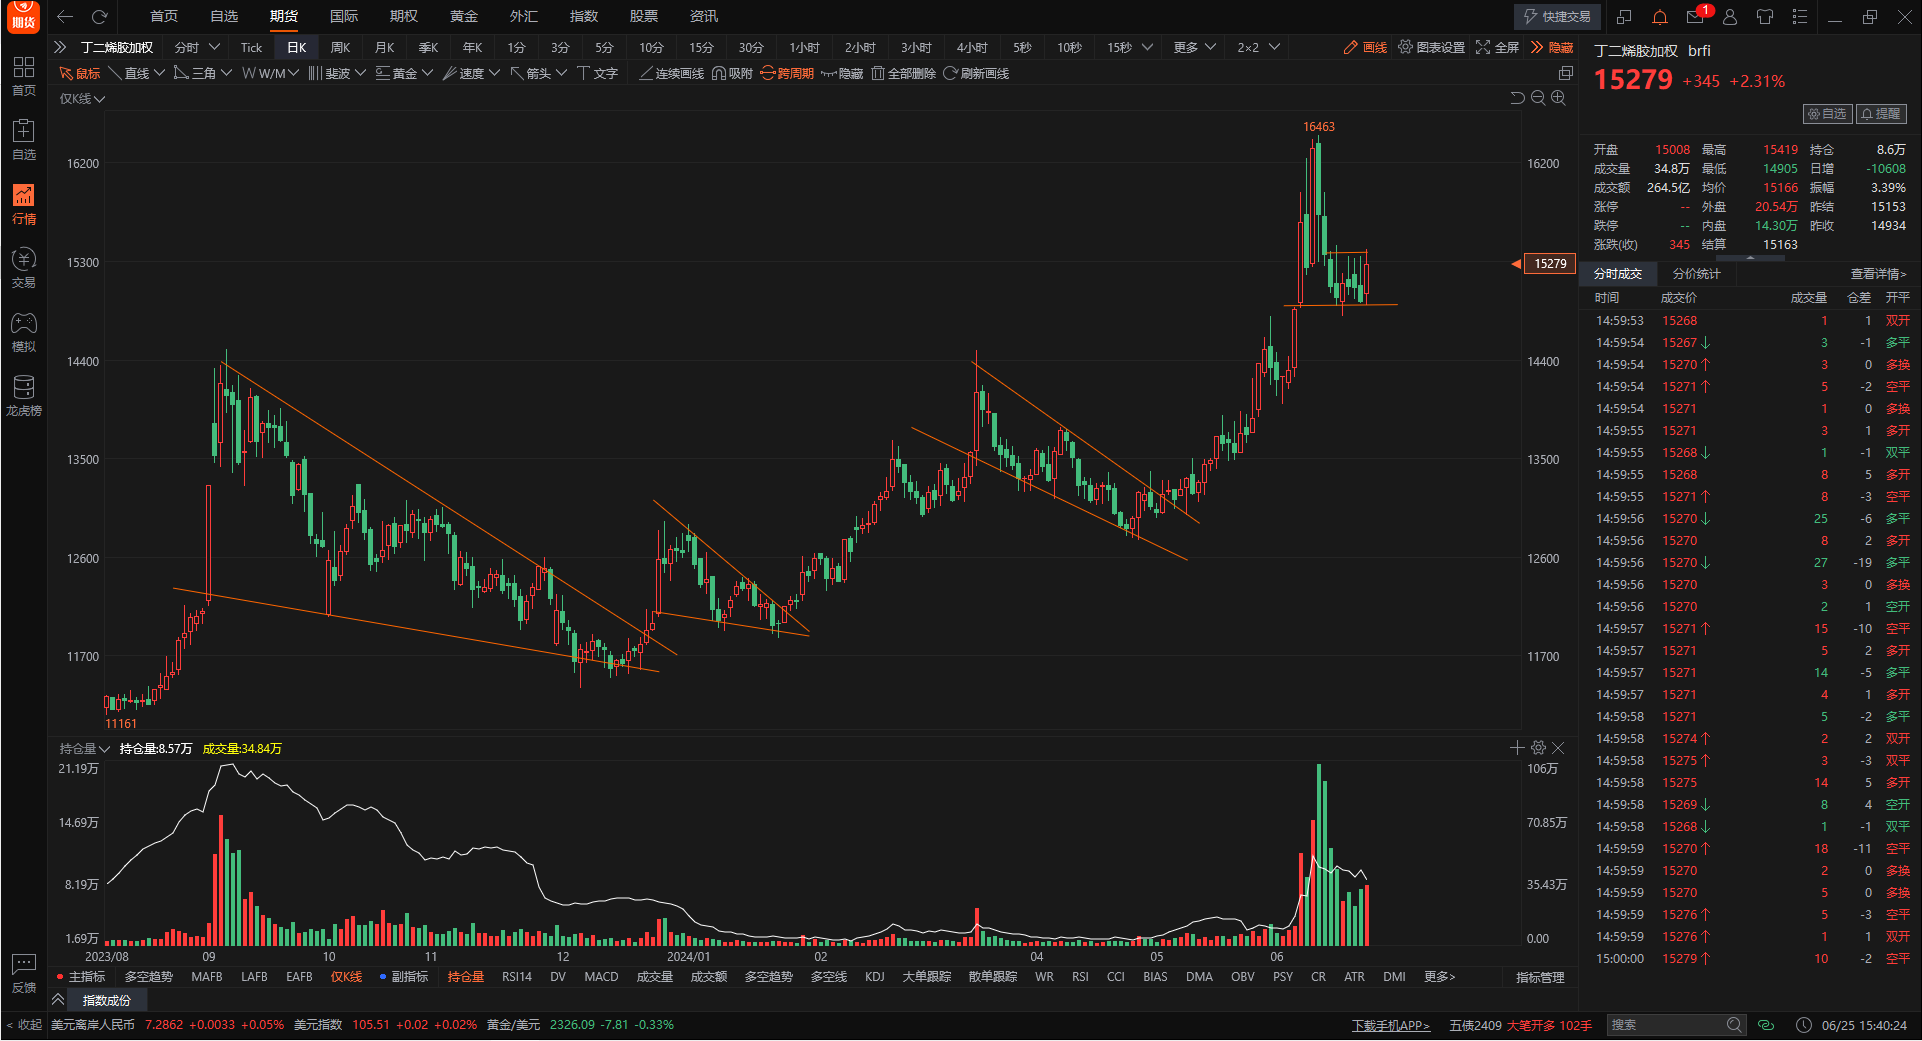 期货 首页 自选 期货 国际 期权 黄金 外汇 指数 股票 资讯 快捷交易 1
丁二烯胶加权 分时 Tick 日K 周K 月K 季K 年K 1分 3分 5分 10分 15分 30分 1小时 2小时 3小时 4小时 5秒 10秒 15秒 更多 2×2 画线 图表设置 全屏 隐藏
鼠标 直线 三角 W/M 斐波 黄金 速度 箭头 文字 连续画线 吸附 跨周期 隐藏 全部删除 刷新画线
仅K线
首页
自选
行情
交易
模拟
龙虎榜
反馈
< 收起
16463
16200 16200
15300 15279
14400 14400
13500 13500
12600 12600
11700 11700
11161
持仓量 持仓量:8.57万 成交量:34.84万
21.19万 106万
14.69万 70.85万
8.19万 35.43万
1.69万 0.00
2023/08 09 10 11 12 2024/01 02 04 05 06
主指标 多空趋势 MAFB LAFB EAFB 仅K线 副指标 持仓量 RSI14 DV MACD 成交量 成交额 多空趋势 多空线 KDJ 大单跟踪 散单跟踪 WR RSI CCI BIAS DMA OBV PSY CR ATR DMI 更多> 指标管理
指数成份
美元离岸人民币 7.2862 +0.0033 +0.05% 美元指数 105.51 +0.02 +0.02% 黄金/美元 2326.09 -7.81 -0.33% 下载手机APP> 五债2409 大笔开多 102手 搜索 06/25 15:40:24
丁二烯胶加权 brfi
15279 +345 +2.31%
自选 提醒
开盘 15008 最高 15419 持仓 8.6万
成交量 34.8万 最低 14905 日增 -10608
成交额 264.5亿 均价 15166 振幅 3.39%
涨停 -- 外盘 20.54万 昨结 15153
跌停 -- 内盘 14.30万 昨收 14934
涨跌(收) 345 结算 15163
分时成交 分价统计 查看详情>
时间 成交价 成交量 仓差 开平
14:59:53 15268 1 1 双开
14:59:54 15267↓ 3 -1 多平
14:59:54 15270↑ 3 0 多换
14:59:54 15271↑ 5 -2 空平
14:59:54 15271 1 0 多换
14:59:55 15271 3 1 多开
14:59:55 15268↓ 1 -1 双平
14:59:55 15268 8 5 多开
14:59:55 15271↑ 8 -3 空平
14:59:56 15270↓ 25 -6 多平
14:59:56 15270 8 2 多开
14:59:56 15270↓ 27 -19 多平
14:59:56 15270 3 0 多换
14:59:56 15270 2 1 空开
14:59:57 15271↑ 15 -10 空平
14:59:57 15271 5 2 多开
14:59:57 15271 14 -5 多平
14:59:57 15271 4 1 多开
14:59:58 15271 5 -2 多平
14:59:58 15274↑ 2 2 双开
14:59:58 15275↑ 3 -3 双平
14:59:58 15275 14 5 多开
14:59:58 15269↓ 8 4 空开
14:59:58 15268↓ 1 -1 双平
14:59:59 15270↑ 18 -11 空平
14:59:59 15270 2 0 多换
14:59:59 15270 5 0 多换
14:59:59 15276↑ 5 -3 空平
14:59:59 15276↑ 1 1 双开
15:00:00 15279↑ 10 -2 空平